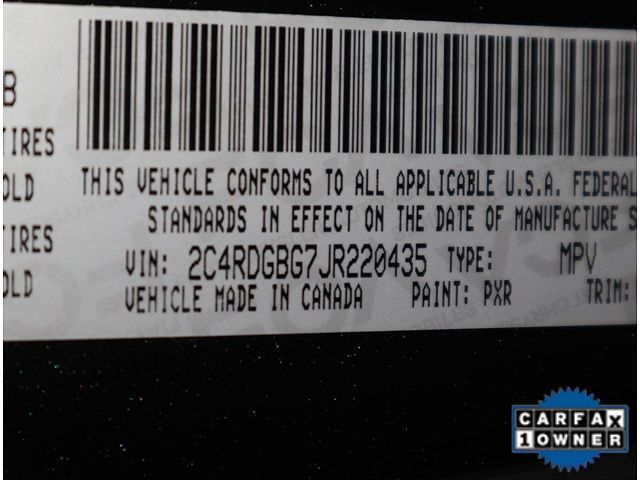 B
TIRES
OLD
TIRES
OLD
THIS VEHICLE CONFORMS TO ALL APPLICABLE U.S.A. FEDERAL
STANDARDS IN EFFECT ON THE DATE OF MANUFACTURE S
VIN: 2C4RDGBG7JR220435 TYPE: MPV
VEHICLE MADE IN CANADA PAINT: PXR TRIM:
CARFAX
1 OWNER